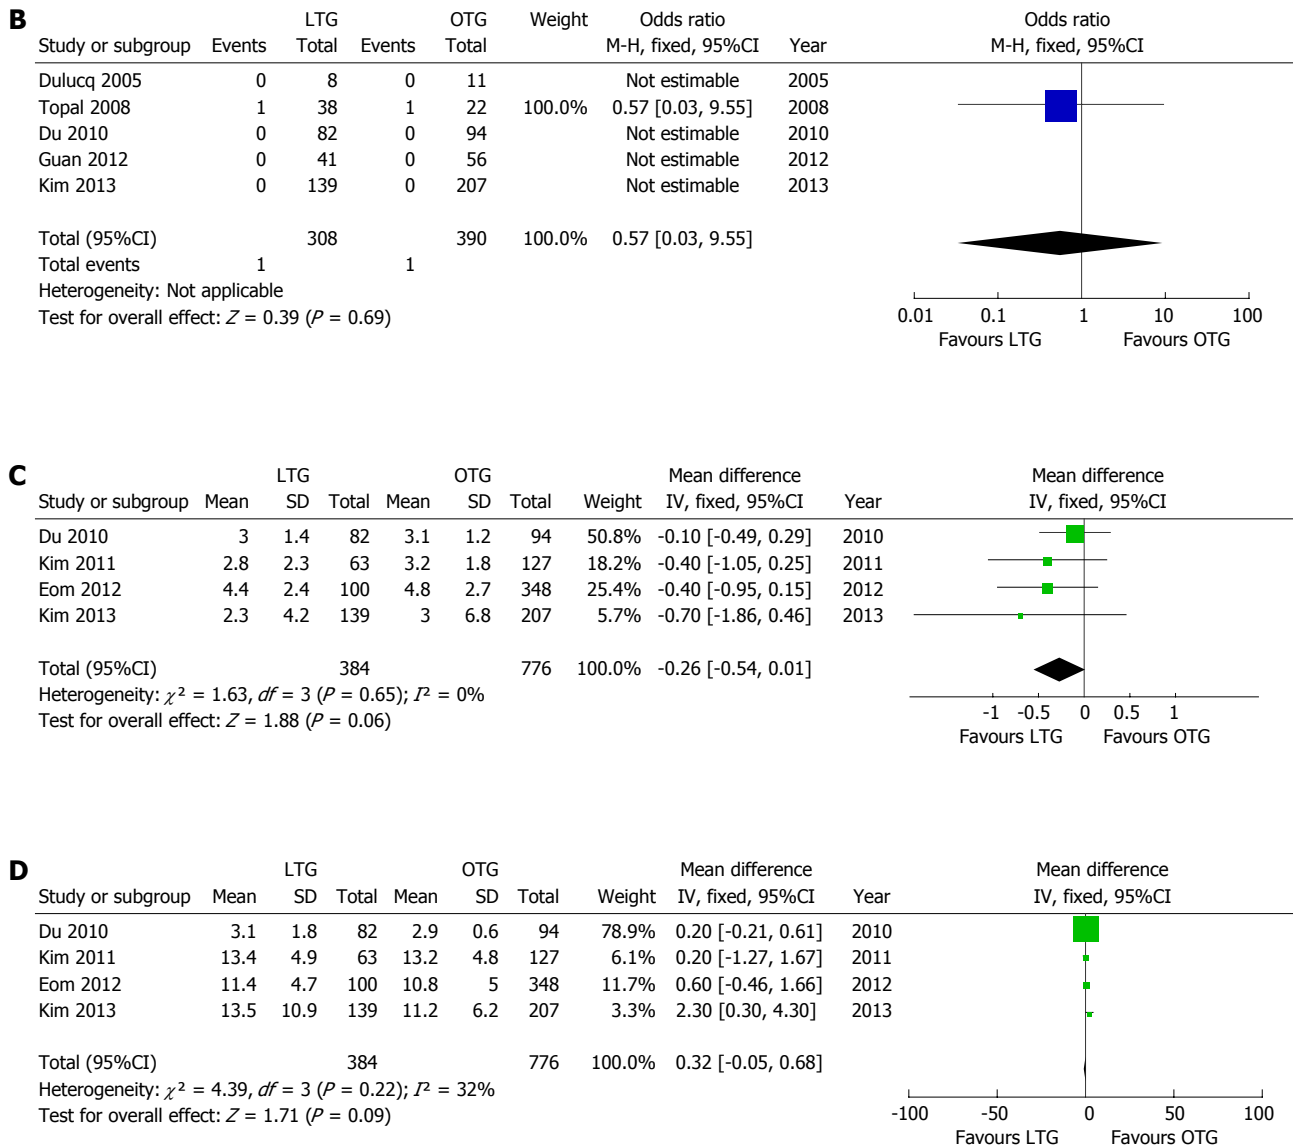 B
LTG OTG Weight Odds ratio Odds ratio
Study or subgroup Events Total Events Total M-H, fixed, 95%CI Year M-H, fixed, 95%CI
Dulucq 2005 0 8 0 11 Not estimable 2005
Topal 2008 1 38 1 22 100.0% 0.57 [0.03, 9.55] 2008
Du 2010 0 82 0 94 Not estimable 2010
Guan 2012 0 41 0 56 Not estimable 2012
Kim 2013 0 139 0 207 Not estimable 2013
Total (95%CI) 308 390 100.0% 0.57 [0.03, 9.55]
Total events 1 1
Heterogeneity: Not applicable
Test for overall effect: Z = 0.39 (P = 0.69)
0.01 0.1 1 10 100
Favours LTG Favours OTG
C
LTG OTG Mean difference Mean difference
Study or subgroup Mean SD Total Mean SD Total Weight IV, fixed, 95%CI Year IV, fixed, 95%CI
Du 2010 3 1.4 82 3.1 1.2 94 50.8% -0.10 [-0.49, 0.29] 2010
Kim 2011 2.8 2.3 63 3.2 1.8 127 18.2% -0.40 [-1.05, 0.25] 2011
Eom 2012 4.4 2.4 100 4.8 2.7 348 25.4% -0.40 [-0.95, 0.15] 2012
Kim 2013 2.3 4.2 139 3 6.8 207 5.7% -0.70 [-1.86, 0.46] 2013
Total (95%CI) 384 776 100.0% -0.26 [-0.54, 0.01]
Heterogeneity: χ² = 1.63, df = 3 (P = 0.65); I² = 0%
Test for overall effect: Z = 1.88 (P = 0.06)
-1 -0.5 0 0.5 1
Favours LTG Favours OTG
D
LTG OTG Mean difference Mean difference
Study or subgroup Mean SD Total Mean SD Total Weight IV, fixed, 95%CI Year IV, fixed, 95%CI
Du 2010 3.1 1.8 82 2.9 0.6 94 78.9% 0.20 [-0.21, 0.61] 2010
Kim 2011 13.4 4.9 63 13.2 4.8 127 6.1% 0.20 [-1.27, 1.67] 2011
Eom 2012 11.4 4.7 100 10.8 5 348 11.7% 0.60 [-0.46, 1.66] 2012
Kim 2013 13.5 10.9 139 11.2 6.2 207 3.3% 2.30 [0.30, 4.30] 2013
Total (95%CI) 384 776 100.0% 0.32 [-0.05, 0.68]
Heterogeneity: χ² = 4.39, df = 3 (P = 0.22); I² = 32%
Test for overall effect: Z = 1.71 (P = 0.09)
-100 -50 0 50 100
Favours LTG Favours OTG